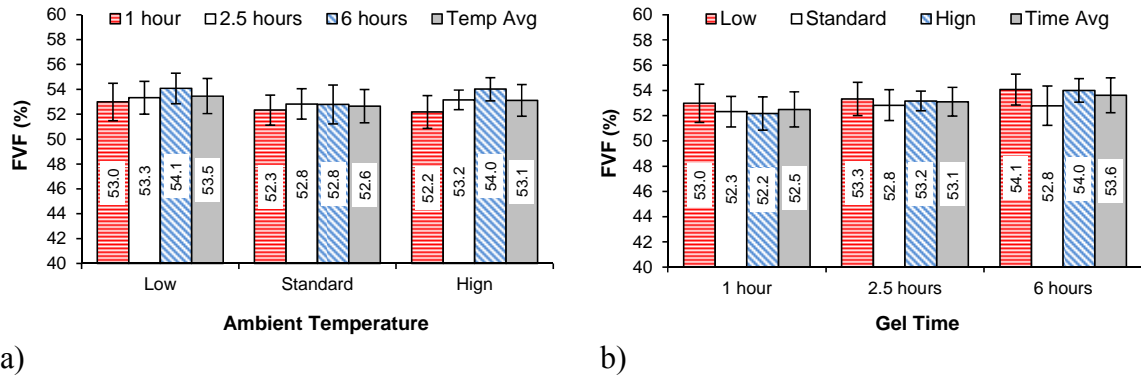 1 hour 2.5 hours 6 hours Temp Avg
60
58
56
54
52
50
48
46
44
42
40
FVF (%)
53.0 53.3 54.1 53.5 52.3 52.8 52.8 52.6 52.2 53.2 54.0 53.1
Low Standard Hign
Ambient Temperature
a)
Low Standard Hign Time Avg
60
58
56
54
52
50
48
46
44
42
40
FVF (%)
53.0 52.3 52.2 52.5 53.3 52.8 53.2 53.1 54.1 52.8 54.0 53.6
1 hour 2.5 hours 6 hours
Gel Time
b)